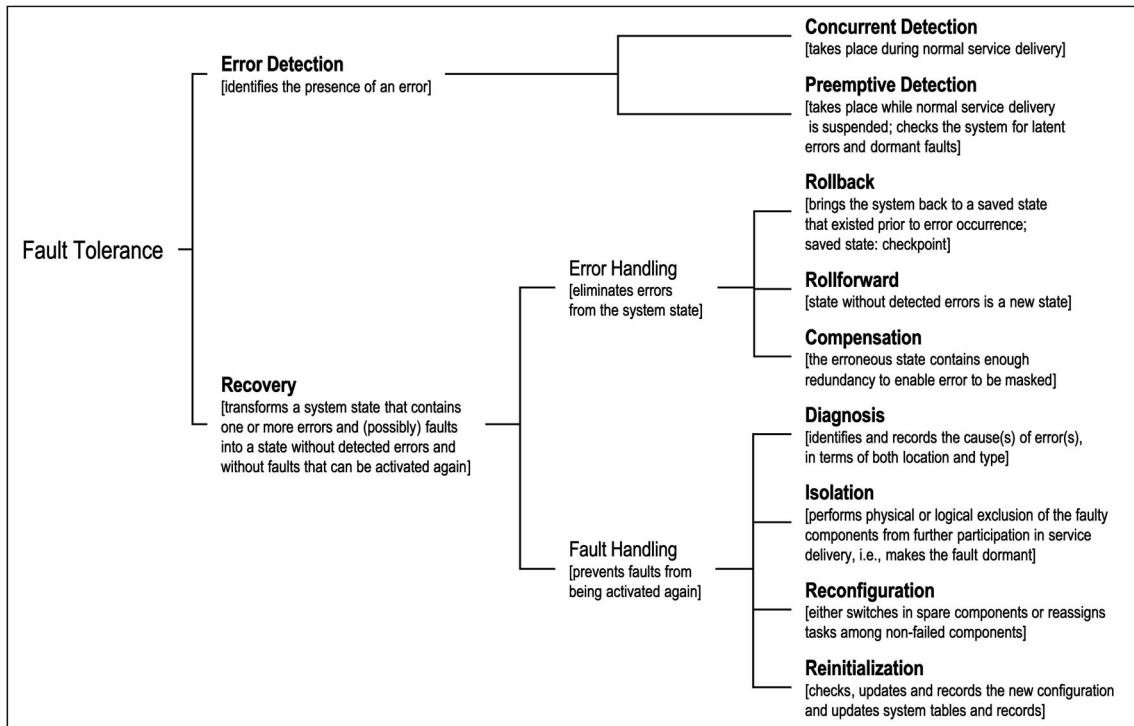 Fault Tolerance
Error Detection
[identifies the presence of an error]
Concurrent Detection
[takes place during normal service delivery]
Preemptive Detection
[takes place while normal service delivery
is suspended; checks the system for latent
errors and dormant faults]
Recovery
[transforms a system state that contains
one or more errors and (possibly) faults
into a state without detected errors and
without faults that can be activated again]
Error Handling
[eliminates errors
from the system state]
Rollback
[brings the system back to a saved state
that existed prior to error occurrence;
saved state: checkpoint]
Rollforward
[state without detected errors is a new state]
Compensation
[the erroneous state contains enough
redundancy to enable error to be masked]
Fault Handling
[prevents faults from
being activated again]
Diagnosis
[identifies and records the cause(s) of error(s),
in terms of both location and type]
Isolation
[performs physical or logical exclusion of the faulty
components from further participation in service
delivery, i.e., makes the fault dormant]
Reconfiguration
[either switches in spare components or reassigns
tasks among non-failed components]
Reinitialization
[checks, updates and records the new configuration
and updates system tables and records]